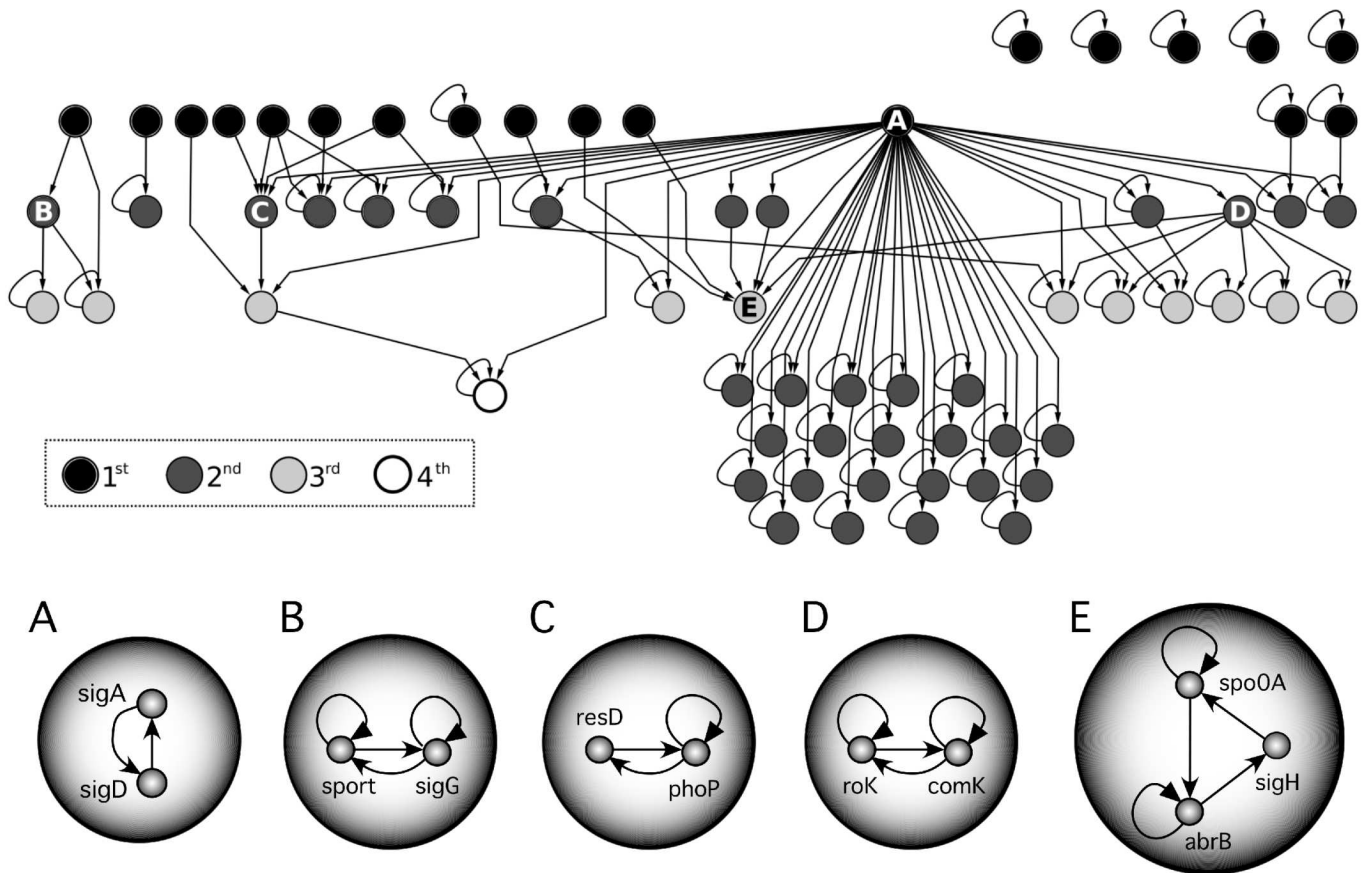 A
B
C
D
E
1st 2nd 3rd 4th
A B C D E
sigA
sigD
sport sigG
resD
phoP
roK comK
spo0A
sigH
abrB